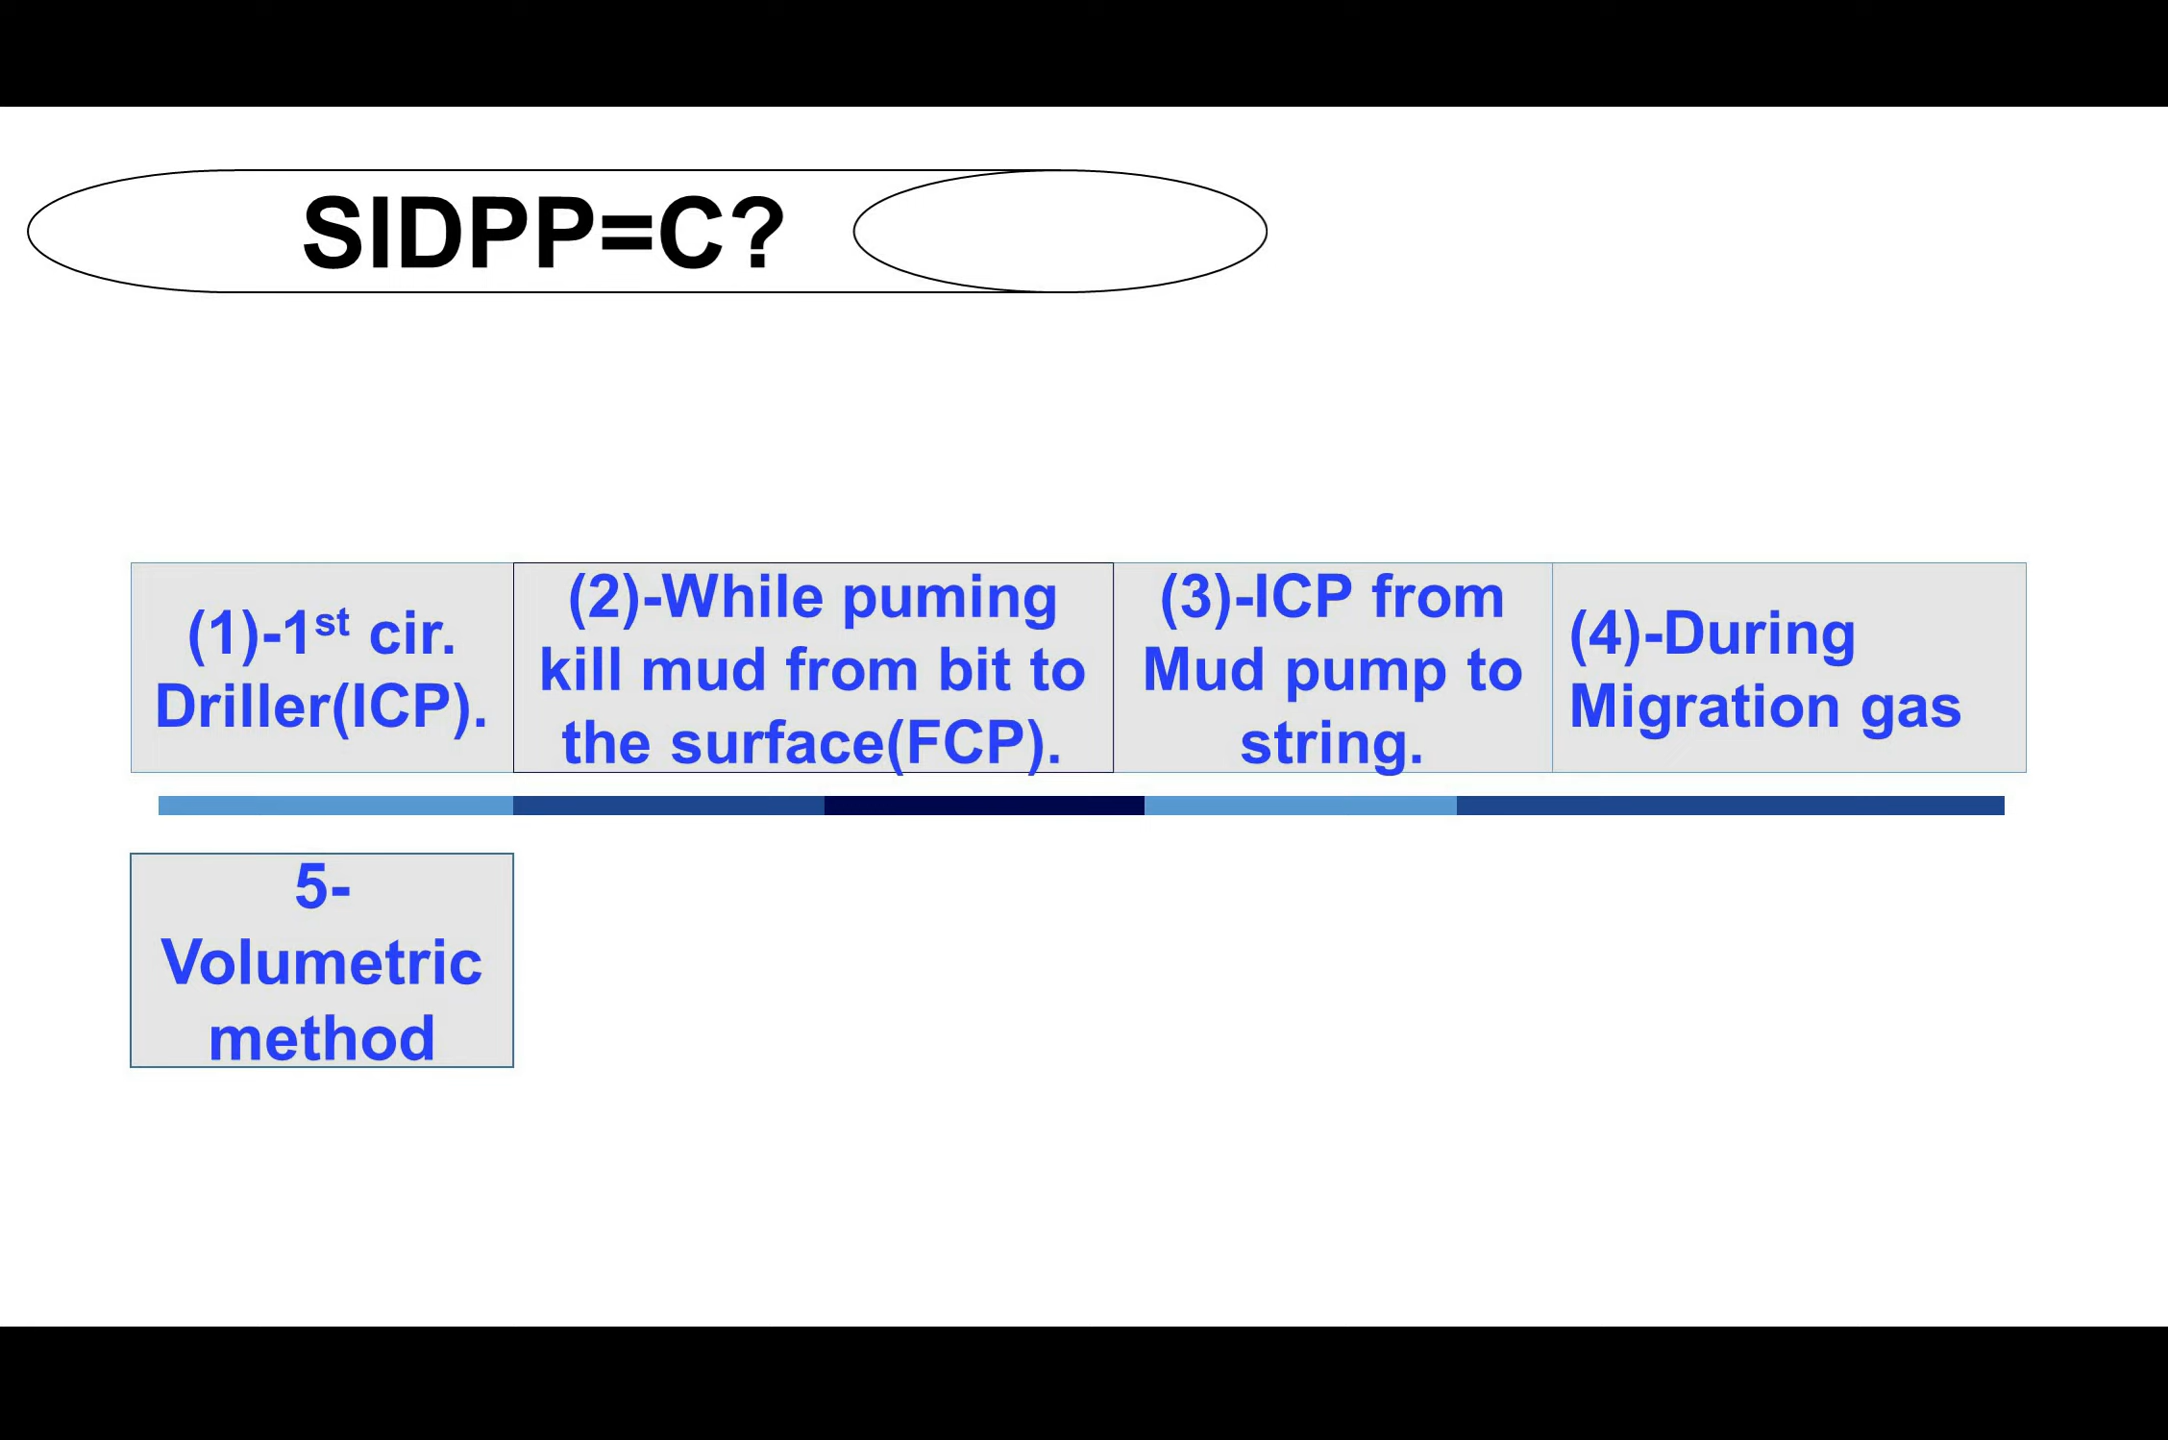 SIDPP=C?
(1)-1st cir.
Driller(ICP).
(2)-While puming
kill mud from bit to
the surface(FCP).
(3)-ICP from
Mud pump to
string.
(4)-During
Migration gas
5-
Volumetric
method